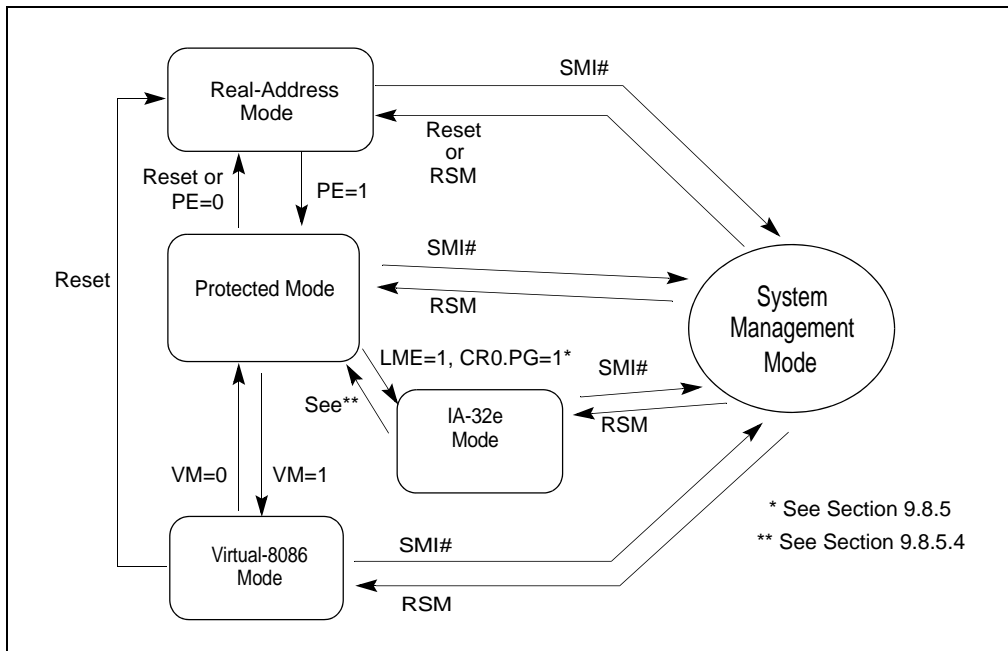 Real-Address
Mode
SMI#
Reset
or
RSM
Reset or
PE=0
PE=1
SMI#
Reset
Protected Mode
RSM
System
Management
Mode
LME=1, CR0.PG=1*
SMI#
See**
IA-32e
Mode
RSM
VM=0
VM=1
* See Section 9.8.5
** See Section 9.8.5.4
Virtual-8086
Mode
SMI#
RSM